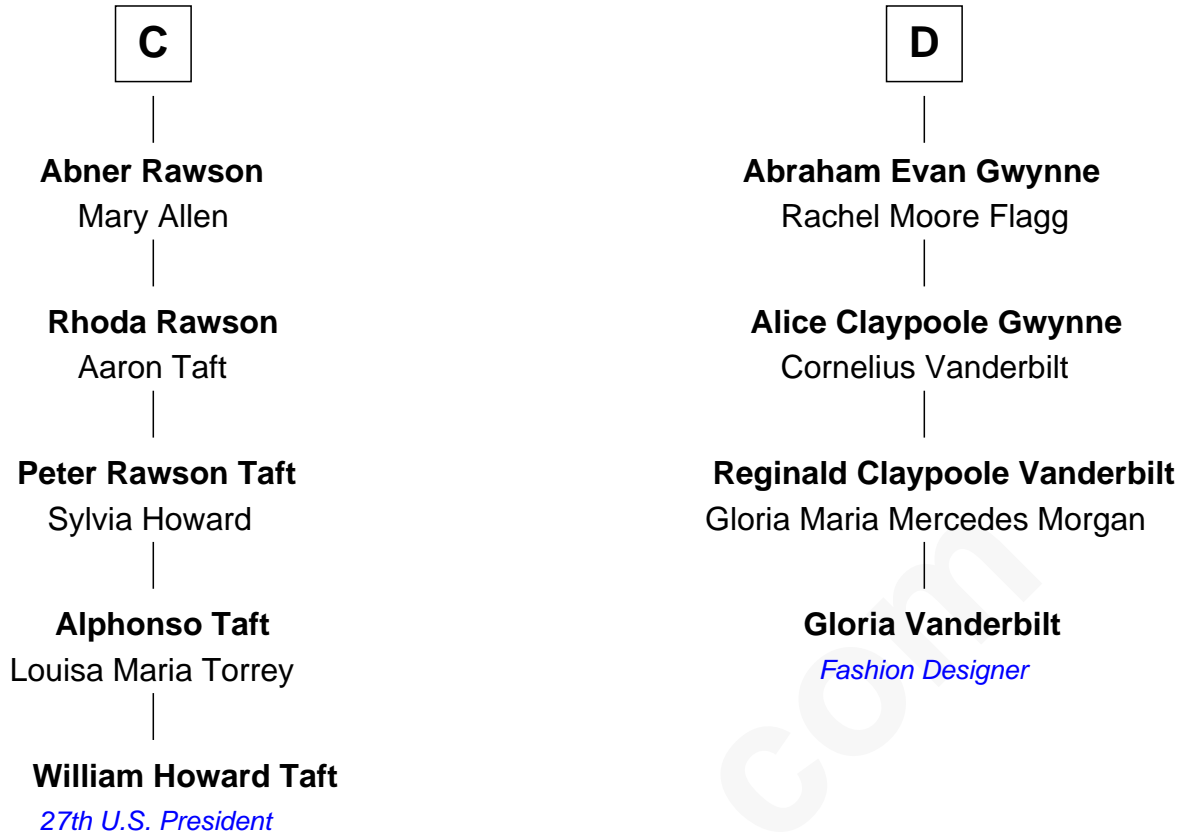 C
Abner Rawson
Mary Allen
Rhoda Rawson
Aaron Taft
Peter Rawson Taft
Sylvia Howard
Alphonso Taft
Louisa Maria Torrey
William Howard Taft
27th U.S. President
D
Abraham Evan Gwynne
Rachel Moore Flagg
Alice Claypoole Gwynne
Cornelius Vanderbilt
Reginald Claypoole Vanderbilt
Gloria Maria Mercedes Morgan
Gloria Vanderbilt
Fashion Designer
com